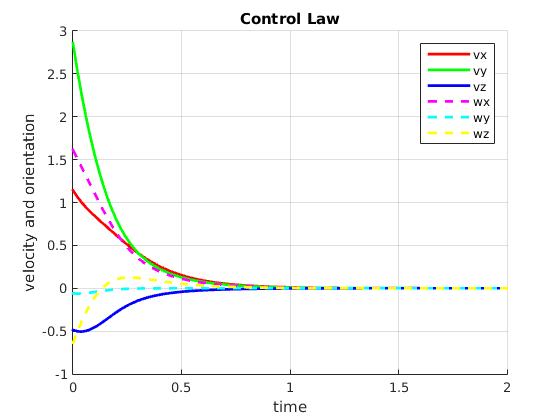 Control Law
3
2.5
2
1.5
1
0.5
0
-0.5
-1
velocity and orientation
vx
vy
vz
wx
wy
wz
0 0.5 1 1.5 2
time